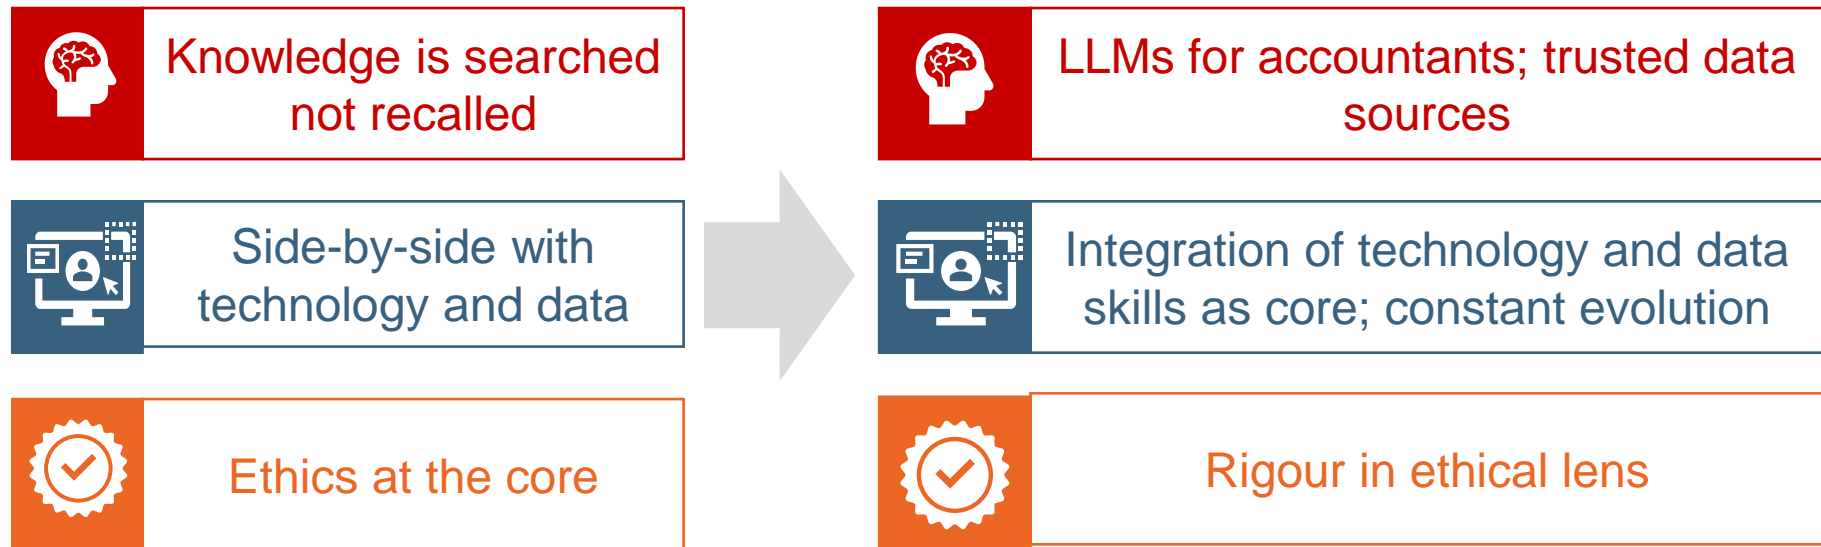 Knowledge is searched
not recalled
LLMs for accountants; trusted data
sources
Side-by-side with
technology and data
Integration of technology and data
skills as core; constant evolution
Ethics at the core
Rigour in ethical lens